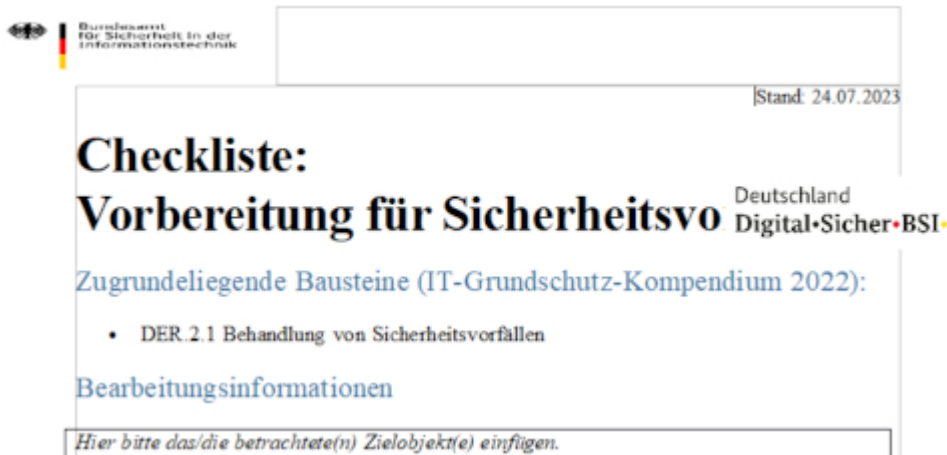 Bundesamt
für Sicherheit in der
Informationstechnik
Stand: 24.07.2023
Checkliste:
Vorbereitung für Sicherheitsvo
Deutschland
Digital•Sicher•BSI•
Zugrundeliegende Bausteine (IT-Grundschutz-Kompendium 2022):
• DER.2.1 Behandlung von Sicherheitsvorfällen
Bearbeitungsinformationen
Hier bitte das/die betrachtete(n) Zielobjekt(e) einfügen.